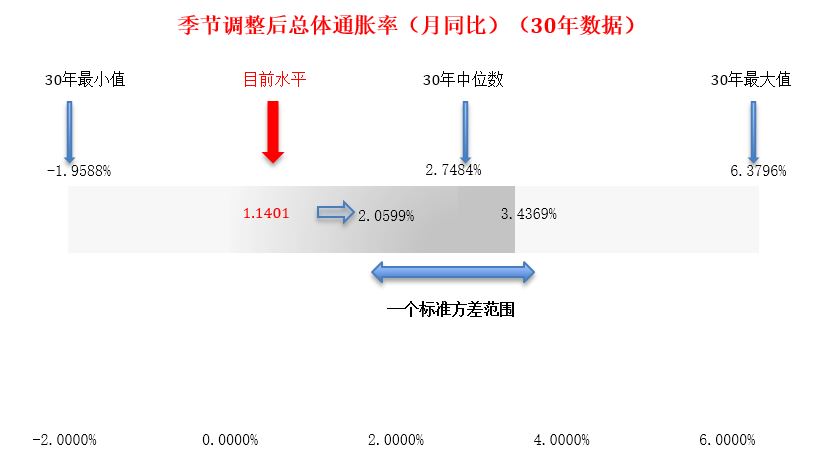 季节调整后总体通胀率（月同比）（30年数据）
30年最小值 目前水平 30年中位数 30年最大值
-1.9588% 2.7484% 6.3796%
1.1401 2.0599% 3.4369%
一个标准方差范围
-2.0000% 0.0000% 2.0000% 4.0000% 6.0000%